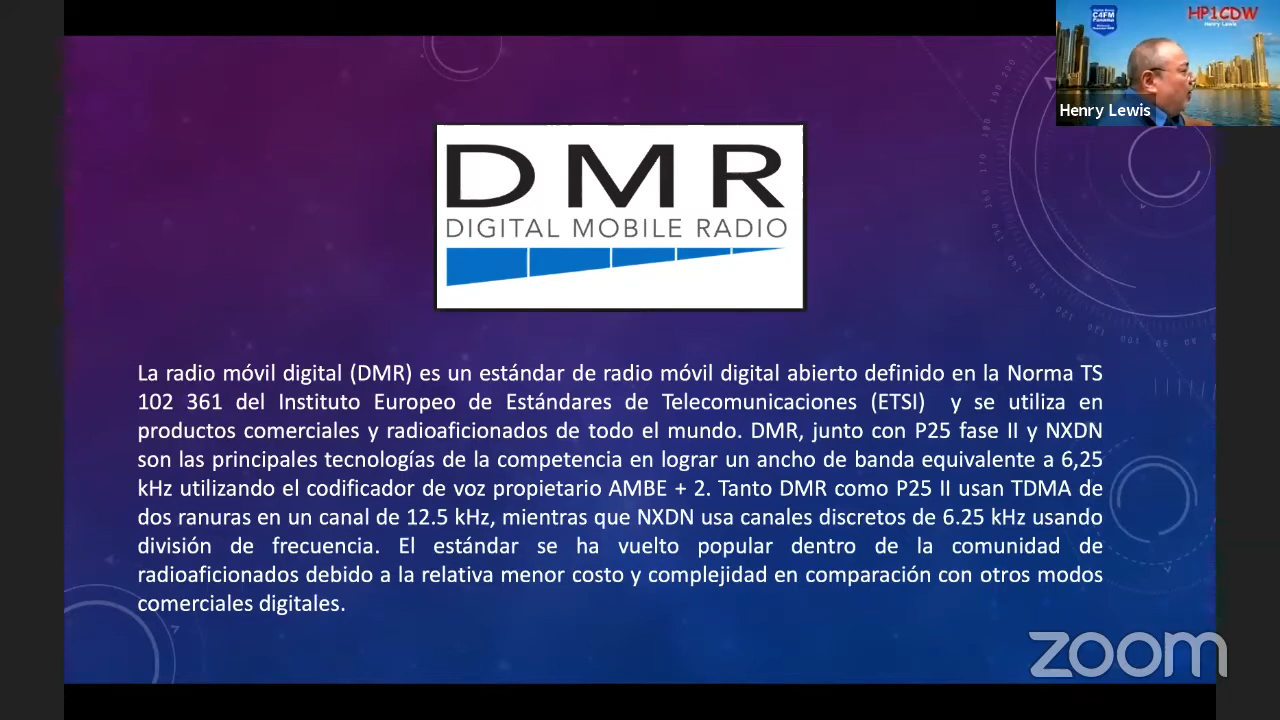 C4FM
Panama
HP1CDW
Henry Lewis
Henry Lewis
DMR
DIGITAL MOBILE RADIO
La radio móvil digital (DMR) es un estándar de radio móvil digital abierto definido en la Norma TS
102 361 del Instituto Europeo de Estándares de Telecomunicaciones (ETSI)  y se utiliza en
productos comerciales y radioaficionados de todo el mundo. DMR, junto con P25 fase II y NXDN
son las principales tecnologías de la competencia en lograr un ancho de banda equivalente a 6,25
kHz utilizando el codificador de voz propietario AMBE + 2. Tanto DMR como P25 II usan TDMA de
dos ranuras en un canal de 12.5 kHz, mientras que NXDN usa canales discretos de 6.25 kHz usando
división de frecuencia. El estándar se ha vuelto popular dentro de la comunidad de
radioaficionados debido a la relativa menor costo y complejidad en comparación con otros modos
comerciales digitales.
zoom